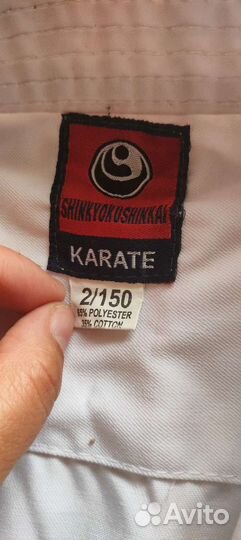 SHINKYOKUSHINKAI
KARATE
2/150
65% POLYESTER
35% COTTON
Avito